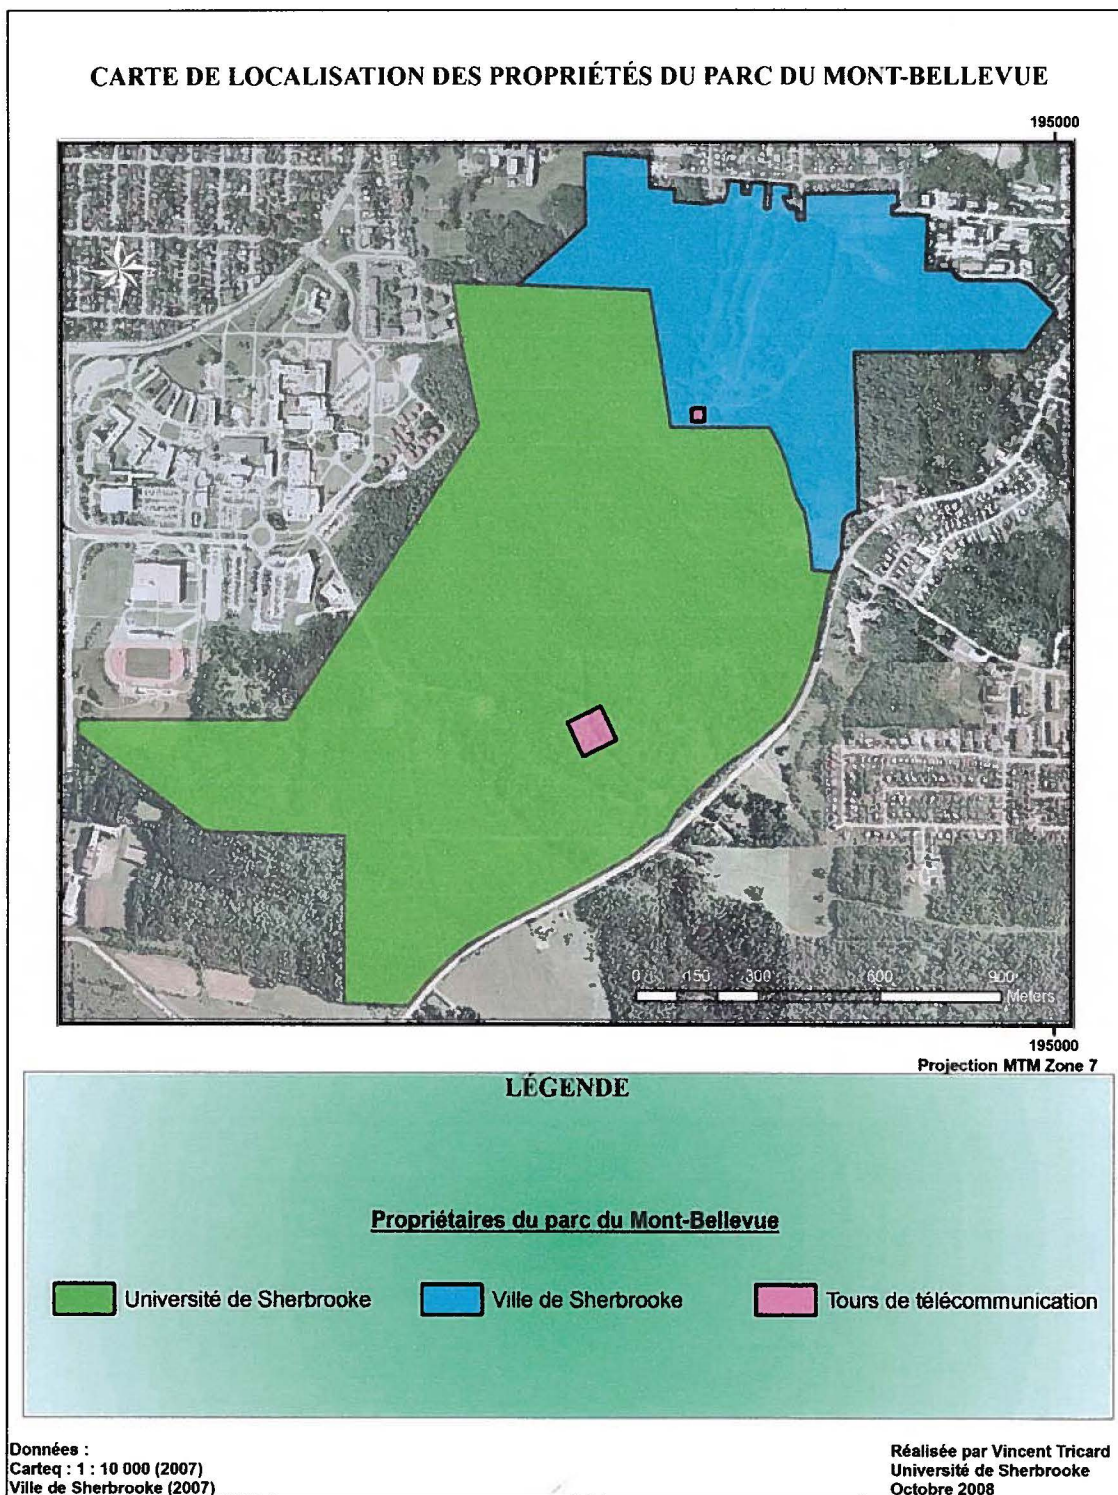 CARTE DE LOCALISATION DES PROPRIÉTÉS DU PARC DU MONT-BELLEVUE
195000
0 150 300 600 900
Meters
195000
Projection MTM Zone 7
LÉGENDE
Propriétaires du parc du Mont-Bellevue
Université de Sherbrooke
Ville de Sherbrooke
Tours de télécommunication
Données :
Carteq : 1 : 10 000 (2007)
Ville de Sherbrooke (2007)
Réalisée par Vincent Tricard
Université de Sherbrooke
Octobre 2008